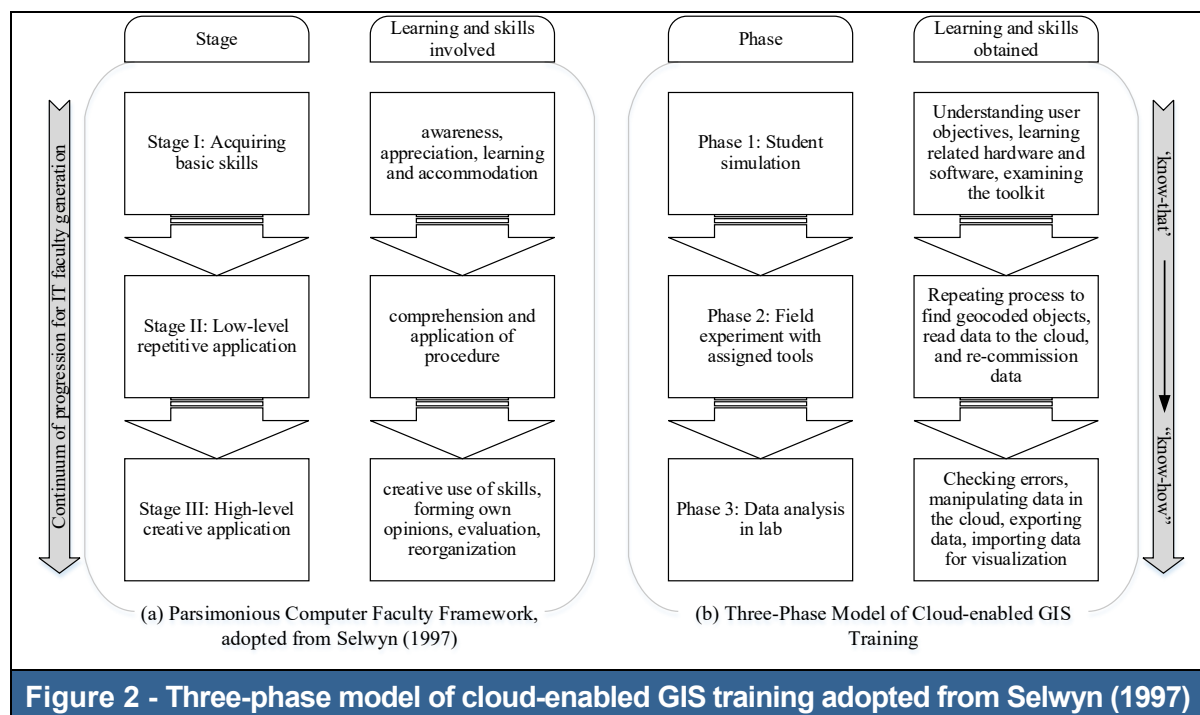 Stage
Learning and skills
involved
Phase
Learning and skills
obtained
Continuum of progression for IT faculty generation
Stage I: Acquiring
basic skills
awareness,
appreciation, learning
and accommodation
Phase 1: Student
simulation
Understanding user
objectives, learning
related hardware and
software, examining
the toolkit
‘know-that’
Stage II: Low-level
repetitive application
comprehension and
application of
procedure
Phase 2: Field
experiment with
assigned tools
Repeating process to
find geocoded objects,
read data to the cloud,
and re-commission
data
Stage III: High-level
creative application
creative use of skills,
forming own
opinions, evaluation,
reorganization
Phase 3: Data analysis
in lab
Checking errors,
manipulating data in
the cloud, exporting
data, importing data
for visualization
“know-how”
(a) Parsimonious Computer Faculty Framework,
adopted from Selwyn (1997)
(b) Three-Phase Model of Cloud-enabled GIS
Training
Figure 2 - Three-phase model of cloud-enabled GIS training adopted from Selwyn (1997)